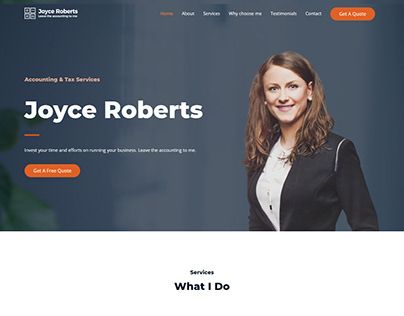 Joyce Roberts
Leave the accounting to me
Home About Services Why choose me Testimonials Contact Get A Quote
Accounting & Tax Services
Joyce Roberts
Invest your time and efforts on running your business. Leave the accounting to me.
Get A Free Quote
Services
What I Do